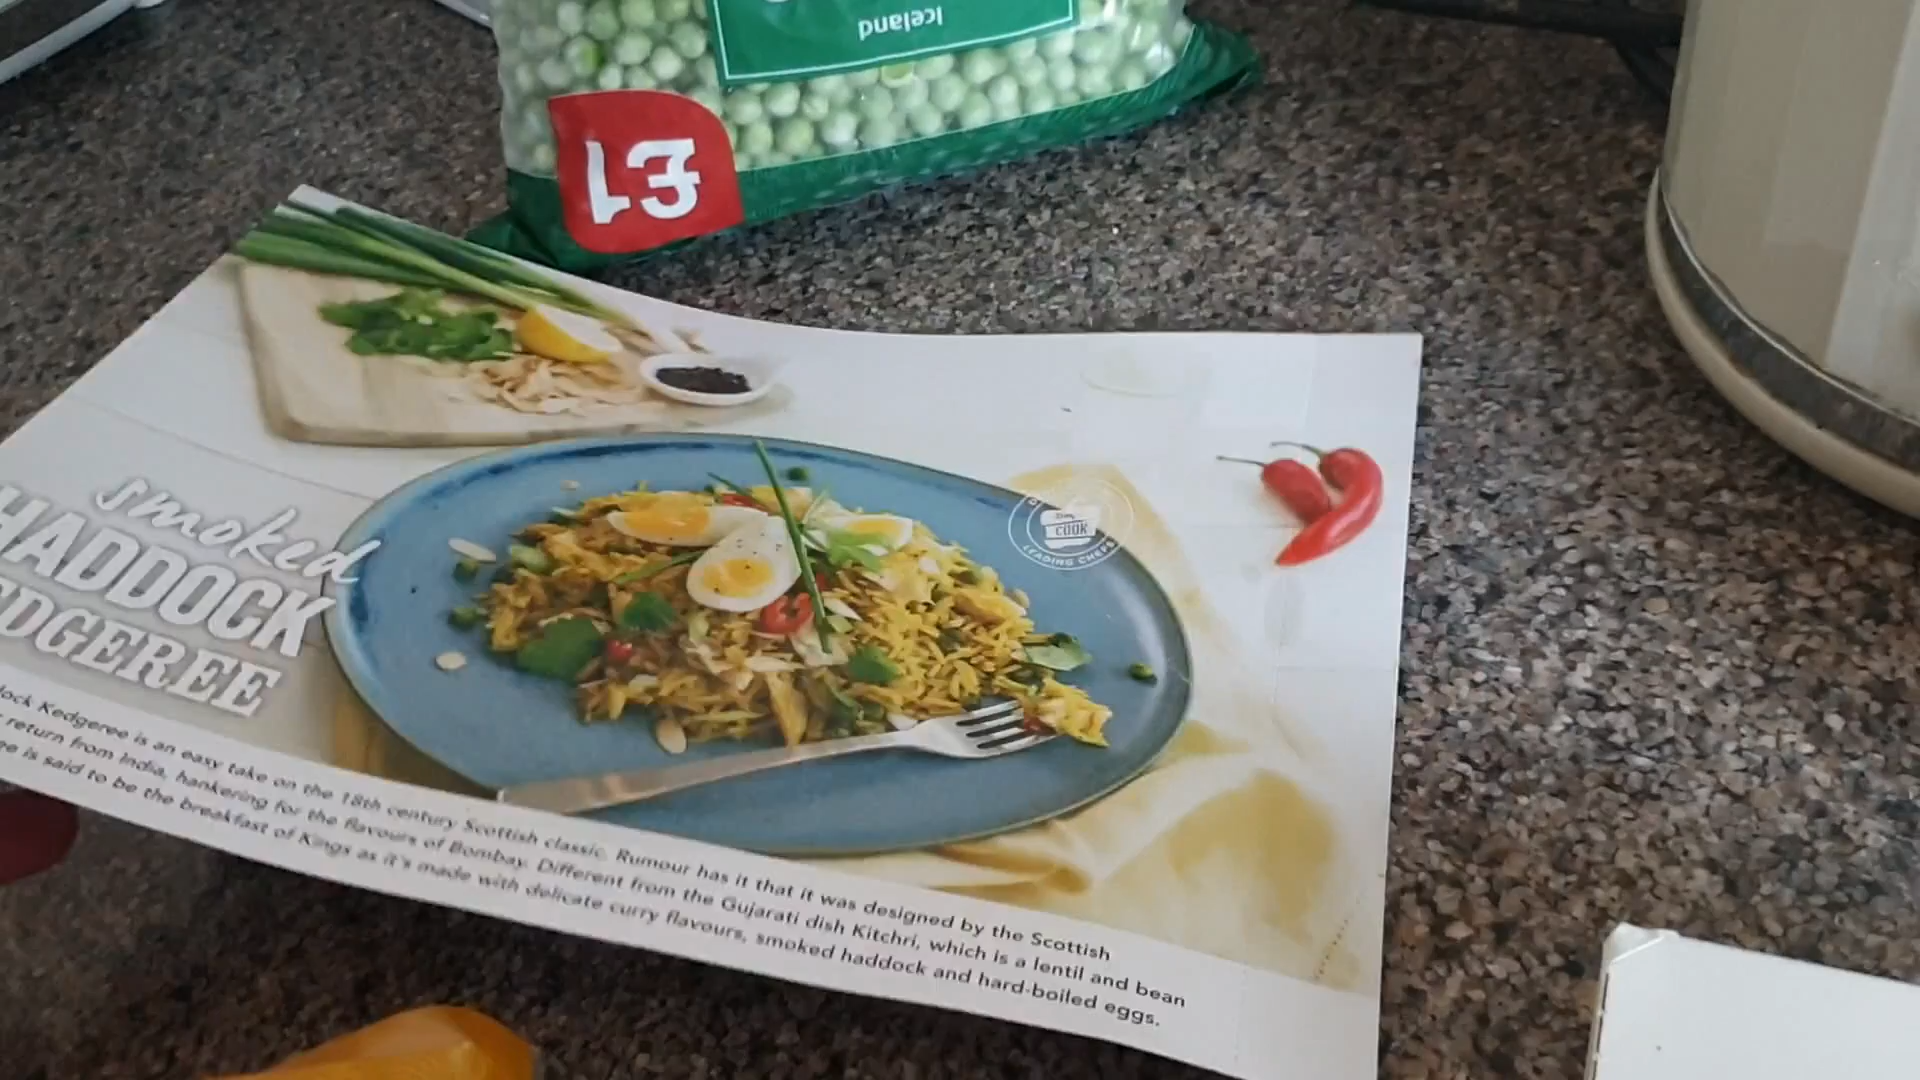 Iceland
£1
smoked
HADDOCK
DGEREE
cook
LEADING CHEFS
ock Kedgeree is an easy take on the 18th century Scottish classic. Rumour has it that it was designed by the Scottish
return from India, hankering for the flavours of Bombay. Different from the Gujarati dish Kitchri, which is a lentil and bean
is said to be the breakfast of Kings as it's made with delicate curry flavours, smoked haddock and hard-boiled eggs.